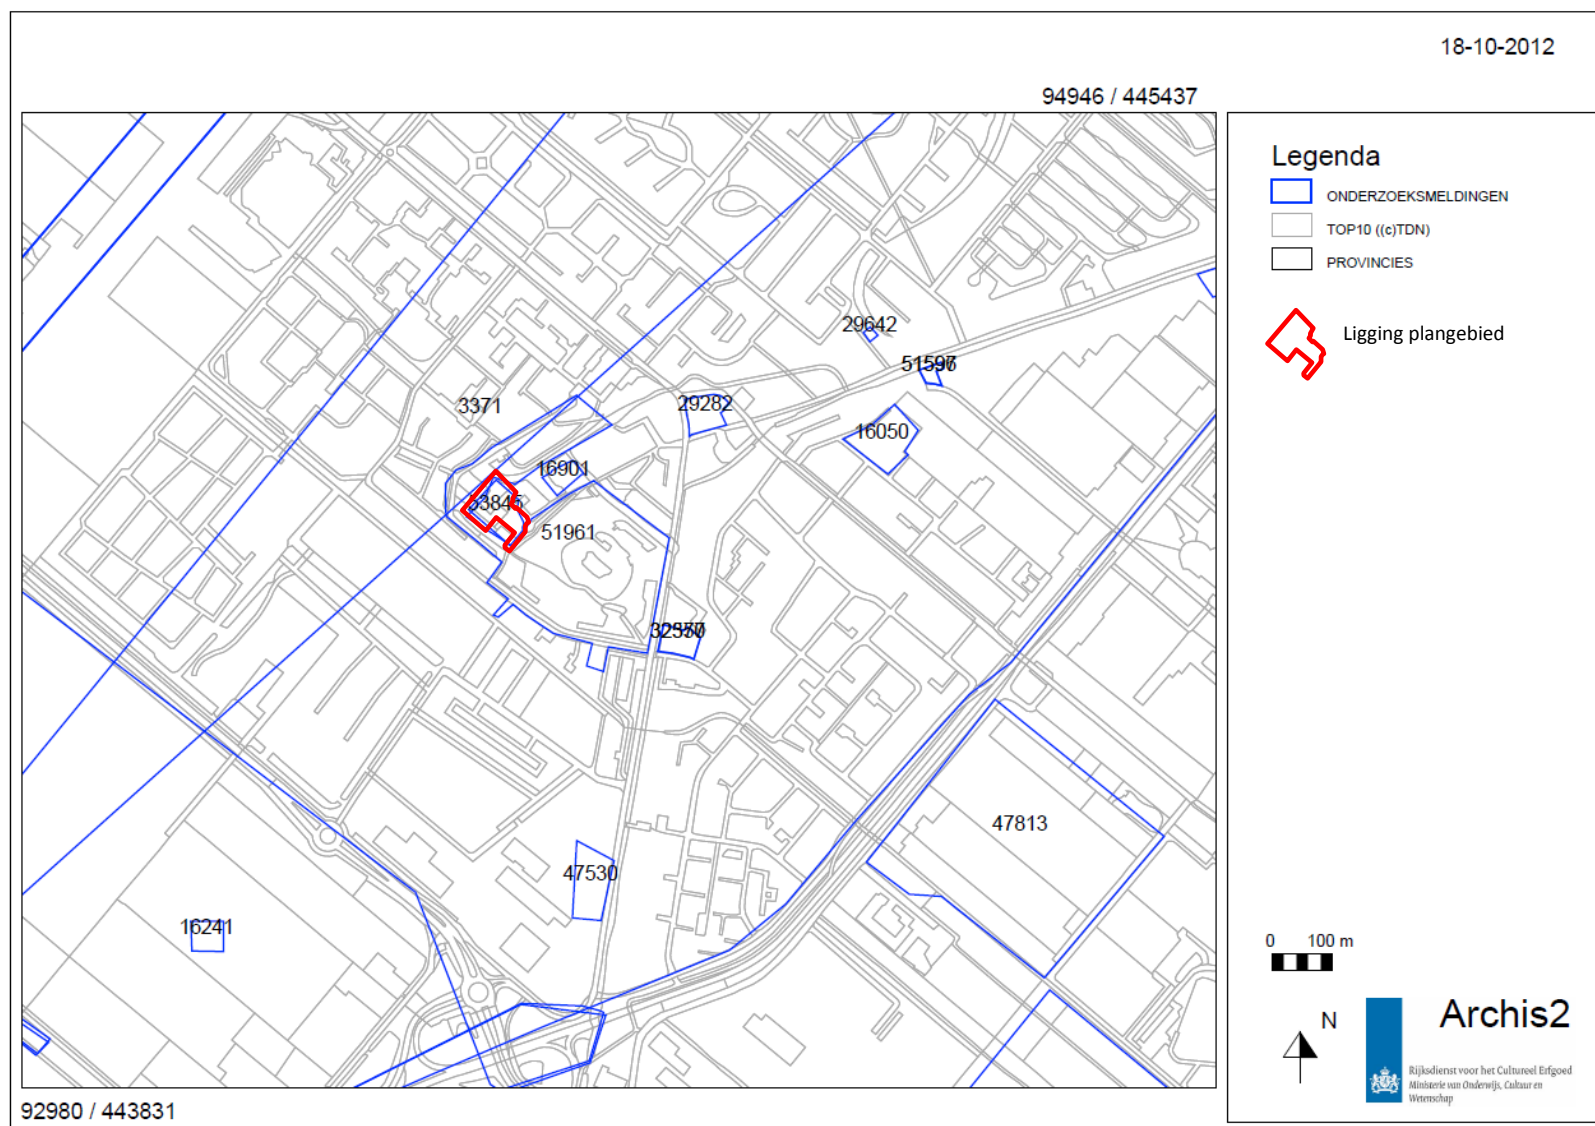 18-10-2012
94946 / 445437
Legenda
ONDERZOEKSMELDINGEN
TOP10 ((c)TDN)
PROVINCIES
Ligging plangebied
29642
29282
3371
16050
16901
53845
51961
47813
47530
16241
0 100 m
N
Archis2
Rijksdienst voor het Cultureel Erfgoed
Ministerie van Onderwijs, Cultuur en
Wetenschap
92980 / 443831